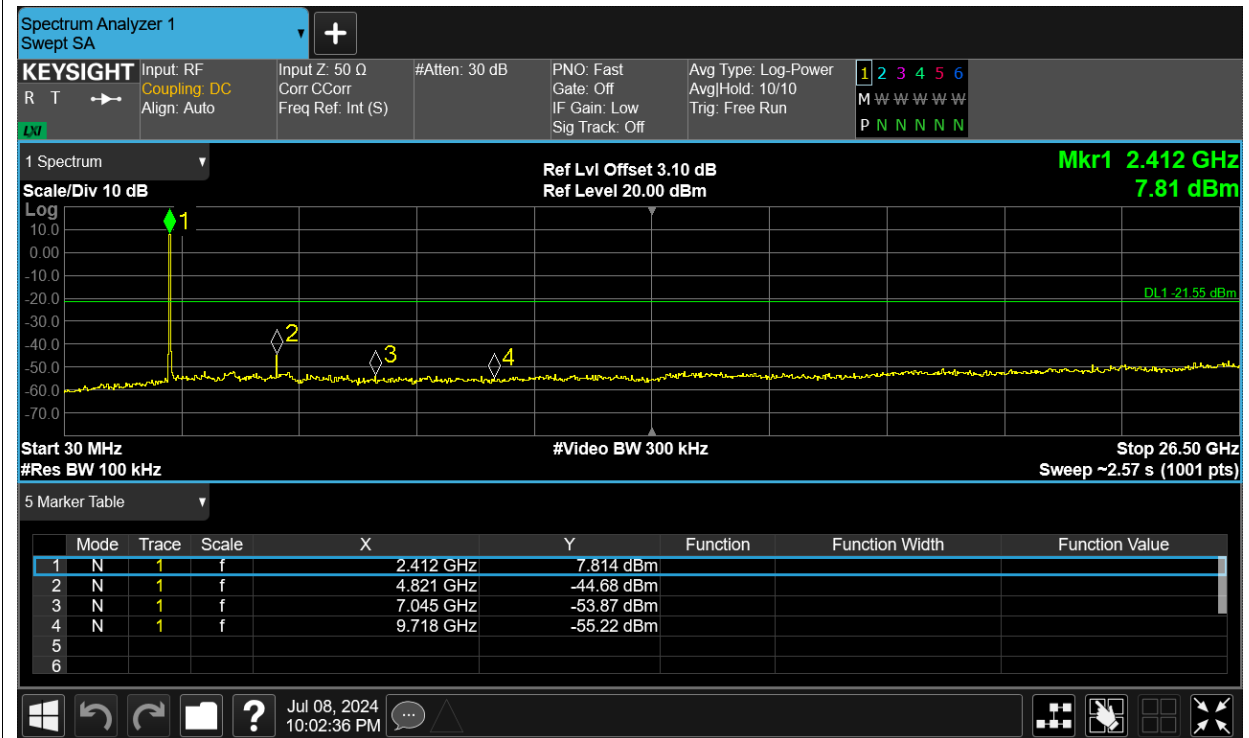 Spectrum Analyzer 1
Swept SA
+
KEYSIGHT Input: RF Input Z: 50 Ω #Atten: 30 dB PNO: Fast Avg Type: Log-Power 1 2 3 4 5 6
R T Coupling: DC Corr CCorr Gate: Off Avg|Hold: 10/10 M W W W W W
Align: Auto Freq Ref: Int (S) IF Gain: Low Trig: Free Run P N N N N N
LXI Sig Track: Off
1 Spectrum Ref Lvl Offset 3.10 dB Mkr1 2.412 GHz
Scale/Div 10 dB Ref Level 20.00 dBm 7.81 dBm
Log
1
10.0
0.00
-10.0
-20.0 DL1 -21.55 dBm
-30.0
2
-40.0
3 4
-50.0
-60.0
-70.0
Start 30 MHz #Video BW 300 kHz Stop 26.50 GHz
#Res BW 100 kHz Sweep ~2.57 s (1001 pts)
5 Marker Table
Mode Trace Scale X Y Function Function Width Function Value
1 N 1 f 2.412 GHz 7.814 dBm
2 N 1 f 4.821 GHz -44.68 dBm
3 N 1 f 7.045 GHz -53.87 dBm
4 N 1 f 9.718 GHz -55.22 dBm
5
6
? Jul 08, 2024
10:02:36 PM